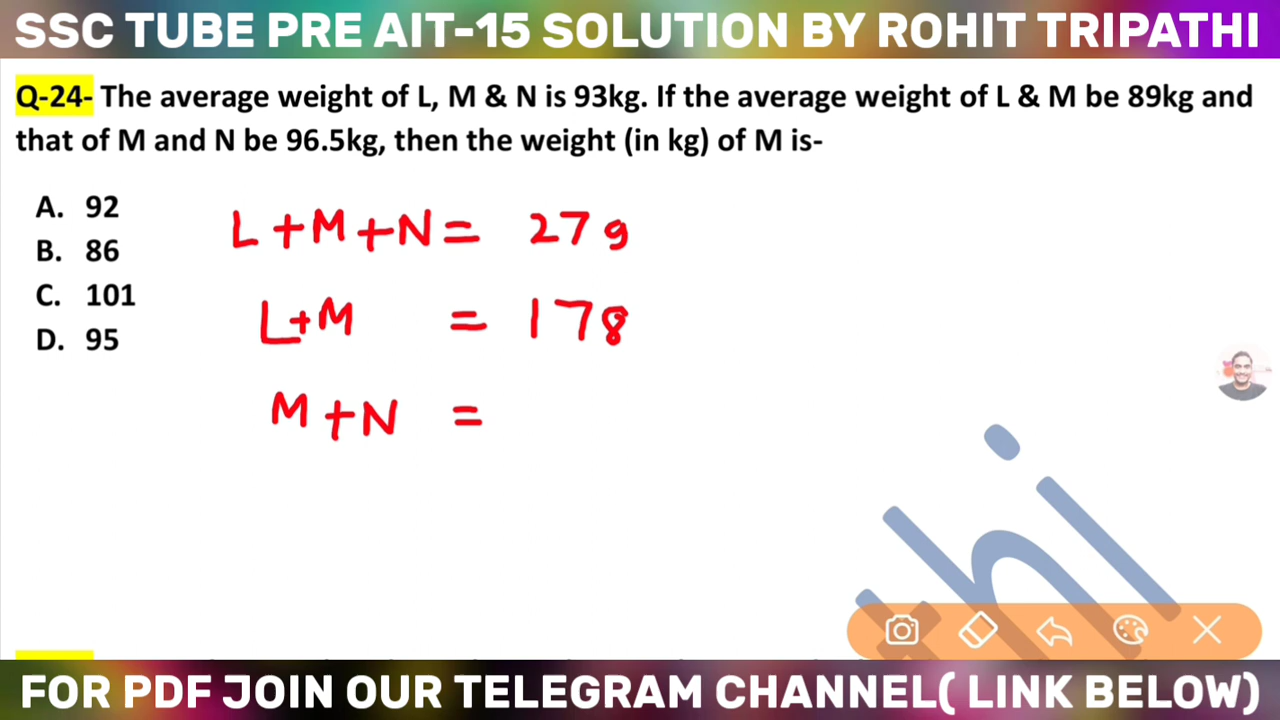 SSC TUBE PRE AIT-15 SOLUTION BY ROHIT TRIPATHI
Q-24- The average weight of L, M & N is 93kg. If the average weight of L & M be 89kg and
that of M and N be 96.5kg, then the weight (in kg) of M is-
A. 92
B. 86
C. 101
D. 95
L + M + N = 279
L + M = 178
M + N =
hi
FOR PDF JOIN OUR TELEGRAM CHANNEL( LINK BELOW)